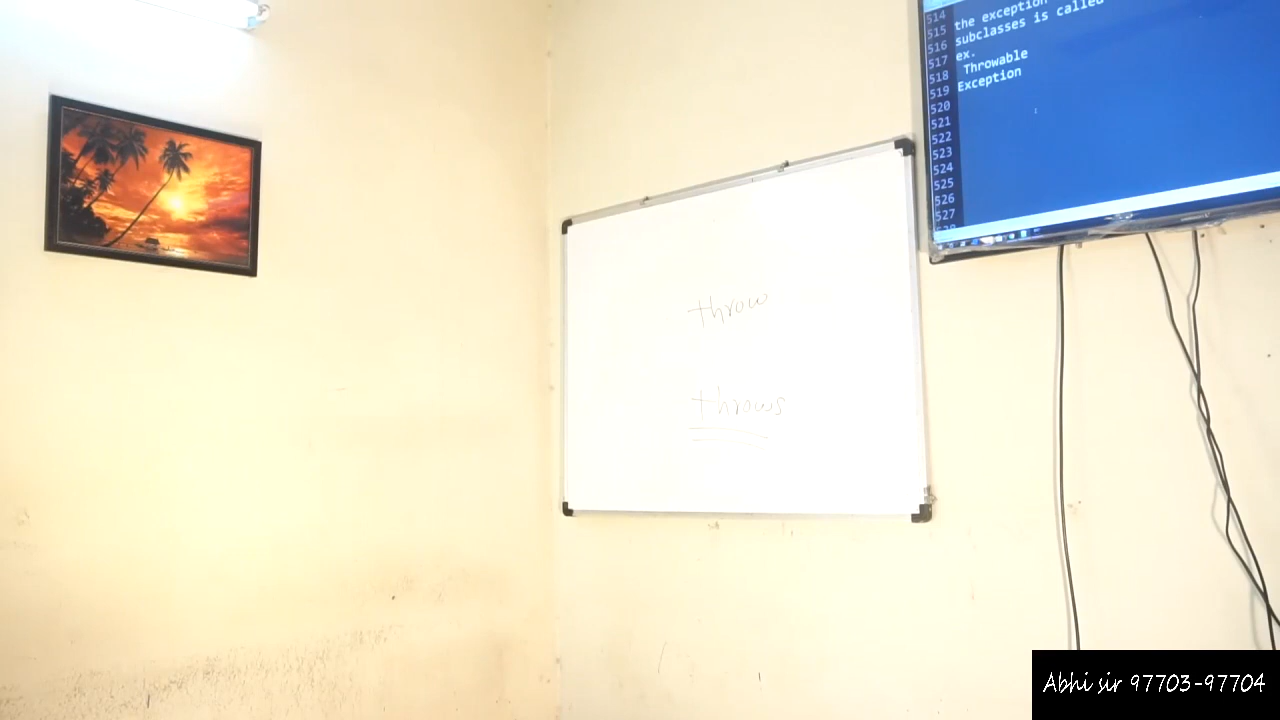 throw
throws
514
515 the exception
516 subclasses is called
517 ex.
518 Throwable
519 Exception
520
521
522
523
524
525
526
527
Abhi sir 97703-97704